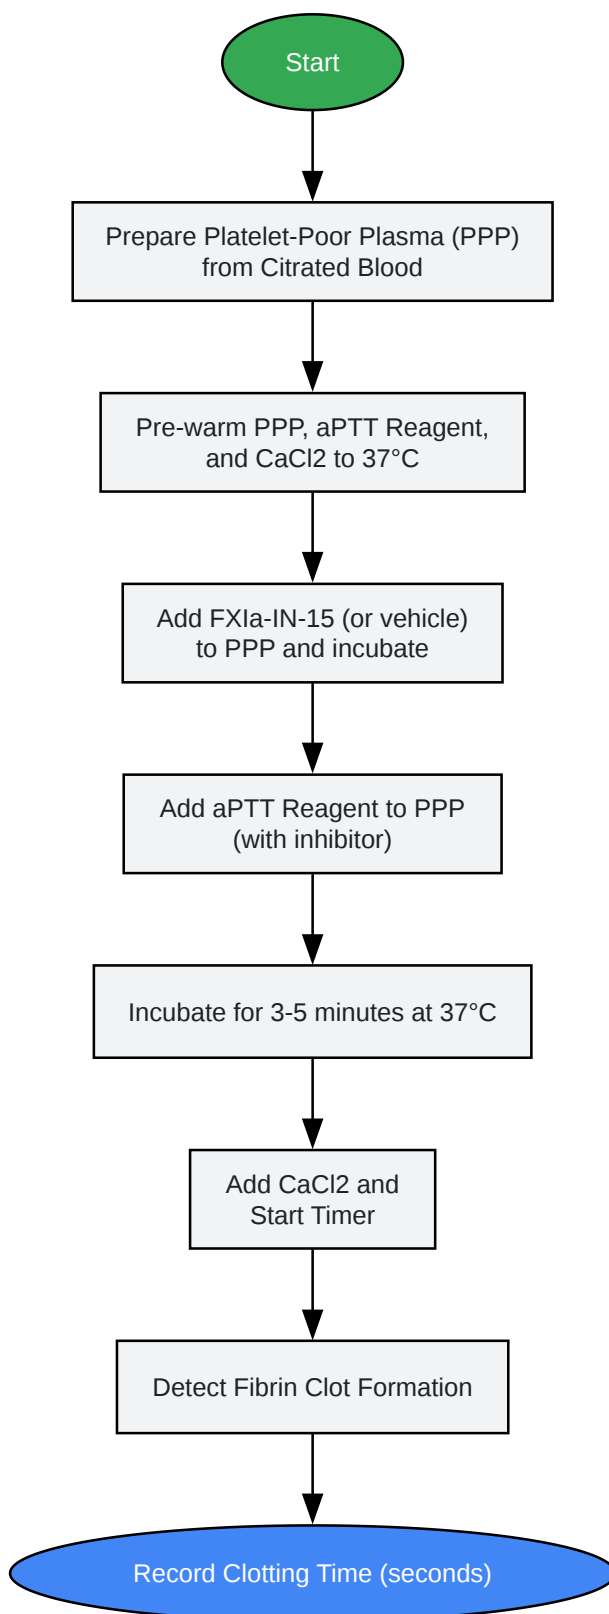 Start
Prepare Platelet-Poor Plasma (PPP)
from Citrated Blood
Pre-warm PPP, aPTT Reagent,
and CaCl2 to 37°C
Add FXIa-IN-15 (or vehicle)
to PPP and incubate
Add aPTT Reagent to PPP
(with inhibitor)
Incubate for 3-5 minutes at 37°C
Add CaCl2 and
Start Timer
Detect Fibrin Clot Formation
Record Clotting Time (seconds)